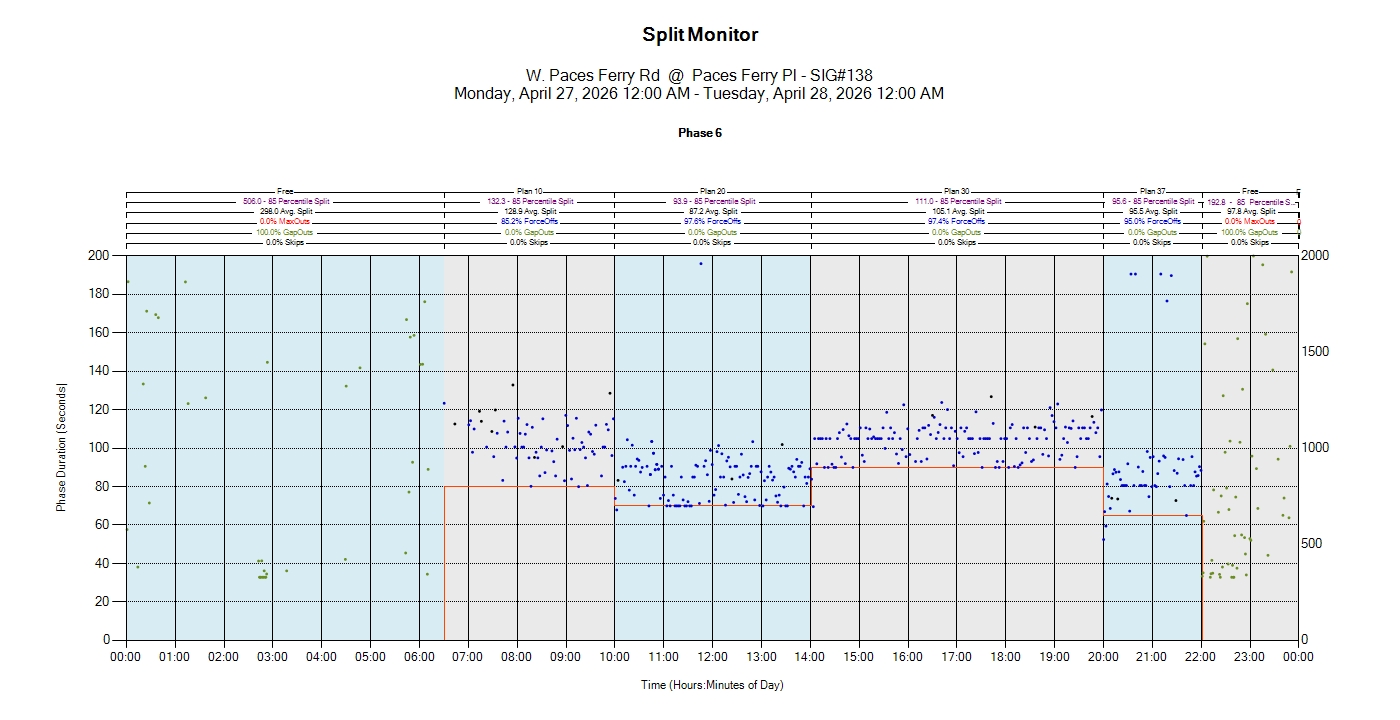 Split Monitor
W. Paces Ferry Rd @ Paces Ferry Pl - SIG#138
Monday, April 27, 2026 12:00 AM - Tuesday, April 28, 2026 12:00 AM
Phase 6
Free Plan 10 Plan 20 Plan 30 Plan 37 Free F
506.0 - 85 Percentile Split 132.3 - 85 Percentile Split 93.9 - 85 Percentile Split 111.0 - 85 Percentile Split 95.6 - 85 Percentile Split 192.8 - 85 Percentile S...
298.0 Avg. Split 128.9 Avg. Split 87.2 Avg. Split 105.1 Avg. Split 95.5 Avg. Split 97.8 Avg. Split
0.0% MaxOuts 85.2% ForceOffs 97.6% ForceOffs 97.4% ForceOffs 95.0% ForceOffs 0.0% MaxOuts
100.0% GapOuts 0.0% GapOuts 0.0% GapOuts 0.0% GapOuts 0.0% GapOuts 100.0% GapOuts
0.0% Skips 0.0% Skips 0.0% Skips 0.0% Skips 0.0% Skips 0.0% Skips
200 2000
180
160
1500
140
120
100 1000
80
60
500
40
20
0 0
Phase Duration (Seconds)
00:00 01:00 02:00 03:00 04:00 05:00 06:00 07:00 08:00 09:00 10:00 11:00 12:00 13:00 14:00 15:00 16:00 17:00 18:00 19:00 20:00 21:00 22:00 23:00 00:00
Time (Hours:Minutes of Day)